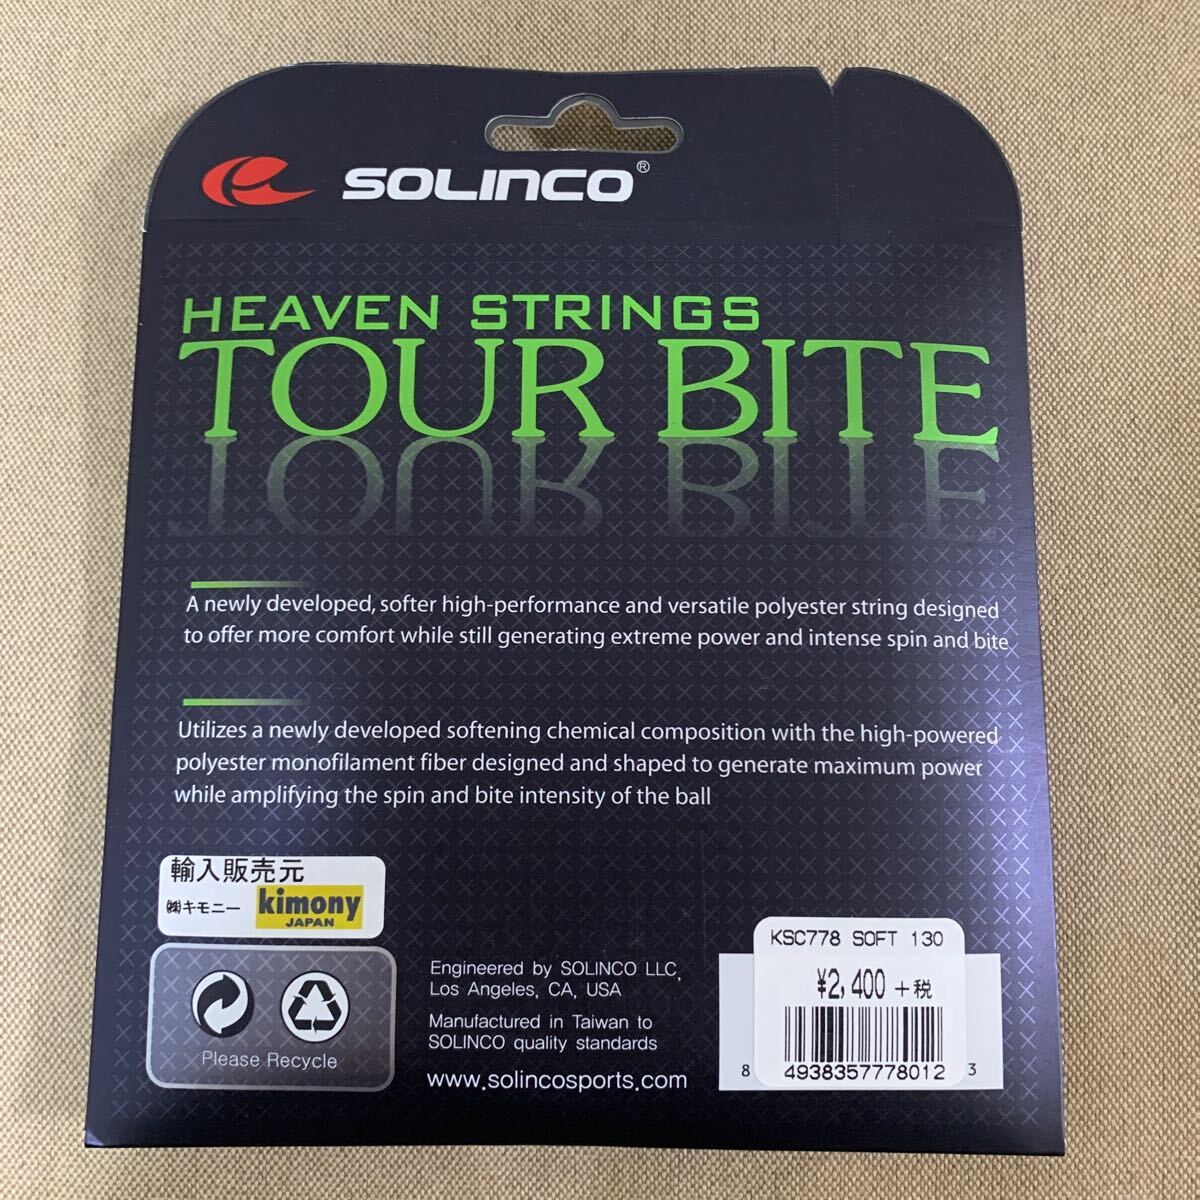 SOLINCO®
HEAVEN STRINGS
TOUR BITE
A newly developed, softer high-performance and versatile polyester string designed
to offer more comfort while still generating extreme power and intense spin and bite
Utilizes a newly developed softening chemical composition with the high-powered
polyester monofilament fiber designed and shaped to generate maximum power
while amplifying the spin and bite intensity of the ball
輸入販売元
㈱キモニー kimony
JAPAN
Please Recycle
Engineered by SOLINCO LLC,
Los Angeles, CA, USA
Manufactured in Taiwan to
SOLINCO quality standards
www.solincosports.com
KSC778 SOFT 130
¥2,400 +税
8 4938357778012 3